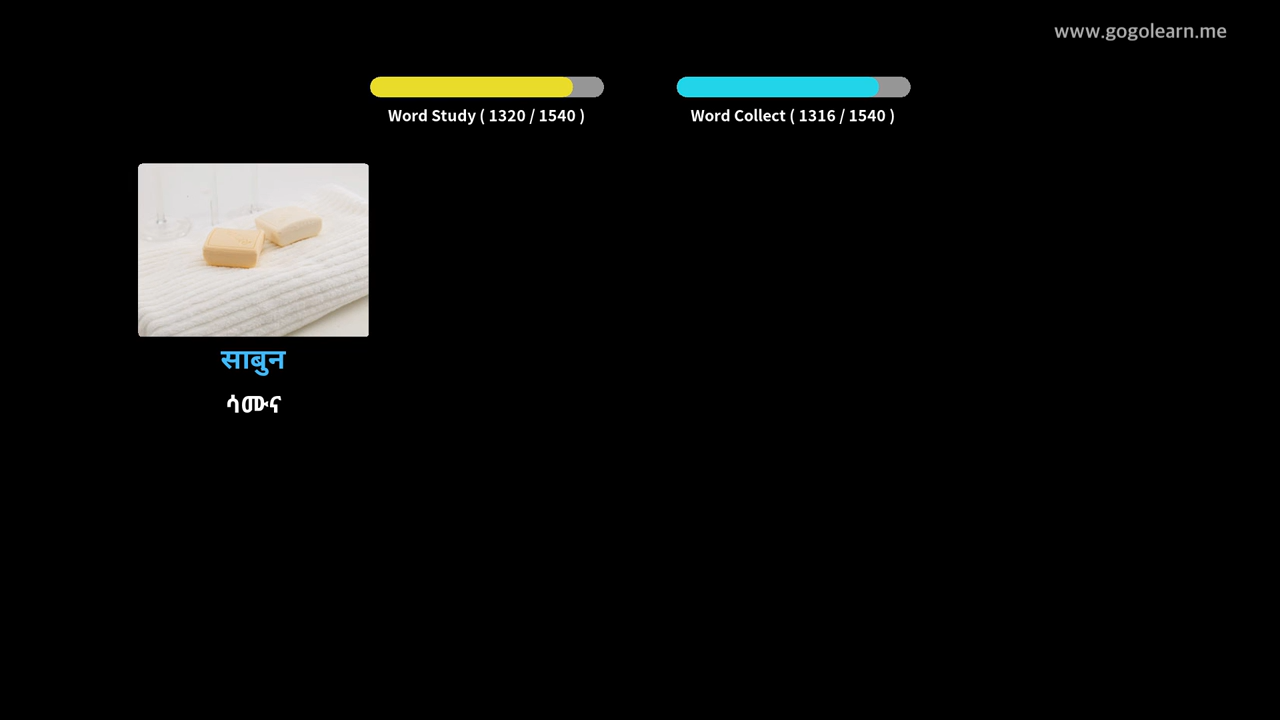 www.gogolearn.me
Word Study ( 1320 / 1540 )
Word Collect ( 1316 / 1540 )
साबुन
ሳሙና